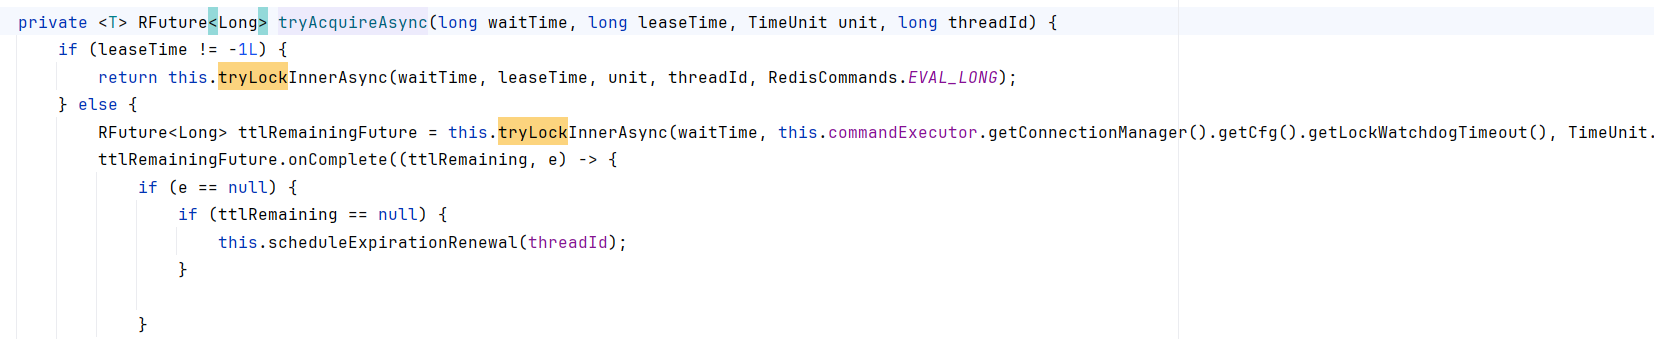 private <T> RFuture<Long> tryAcquireAsync(long waitTime, long leaseTime, TimeUnit unit, long threadId) {
    if (leaseTime != -1L) {
        return this.tryLockInnerAsync(waitTime, leaseTime, unit, threadId, RedisCommands.EVAL_LONG);
    } else {
        RFuture<Long> ttlRemainingFuture = this.tryLockInnerAsync(waitTime, this.commandExecutor.getConnectionManager().getCfg().getLockWatchdogTimeout(), TimeUnit.
        ttlRemainingFuture.onComplete((ttlRemaining, e) -> {
            if (e == null) {
                if (ttlRemaining == null) {
                    this.scheduleExpirationRenewal(threadId);
                }
            }